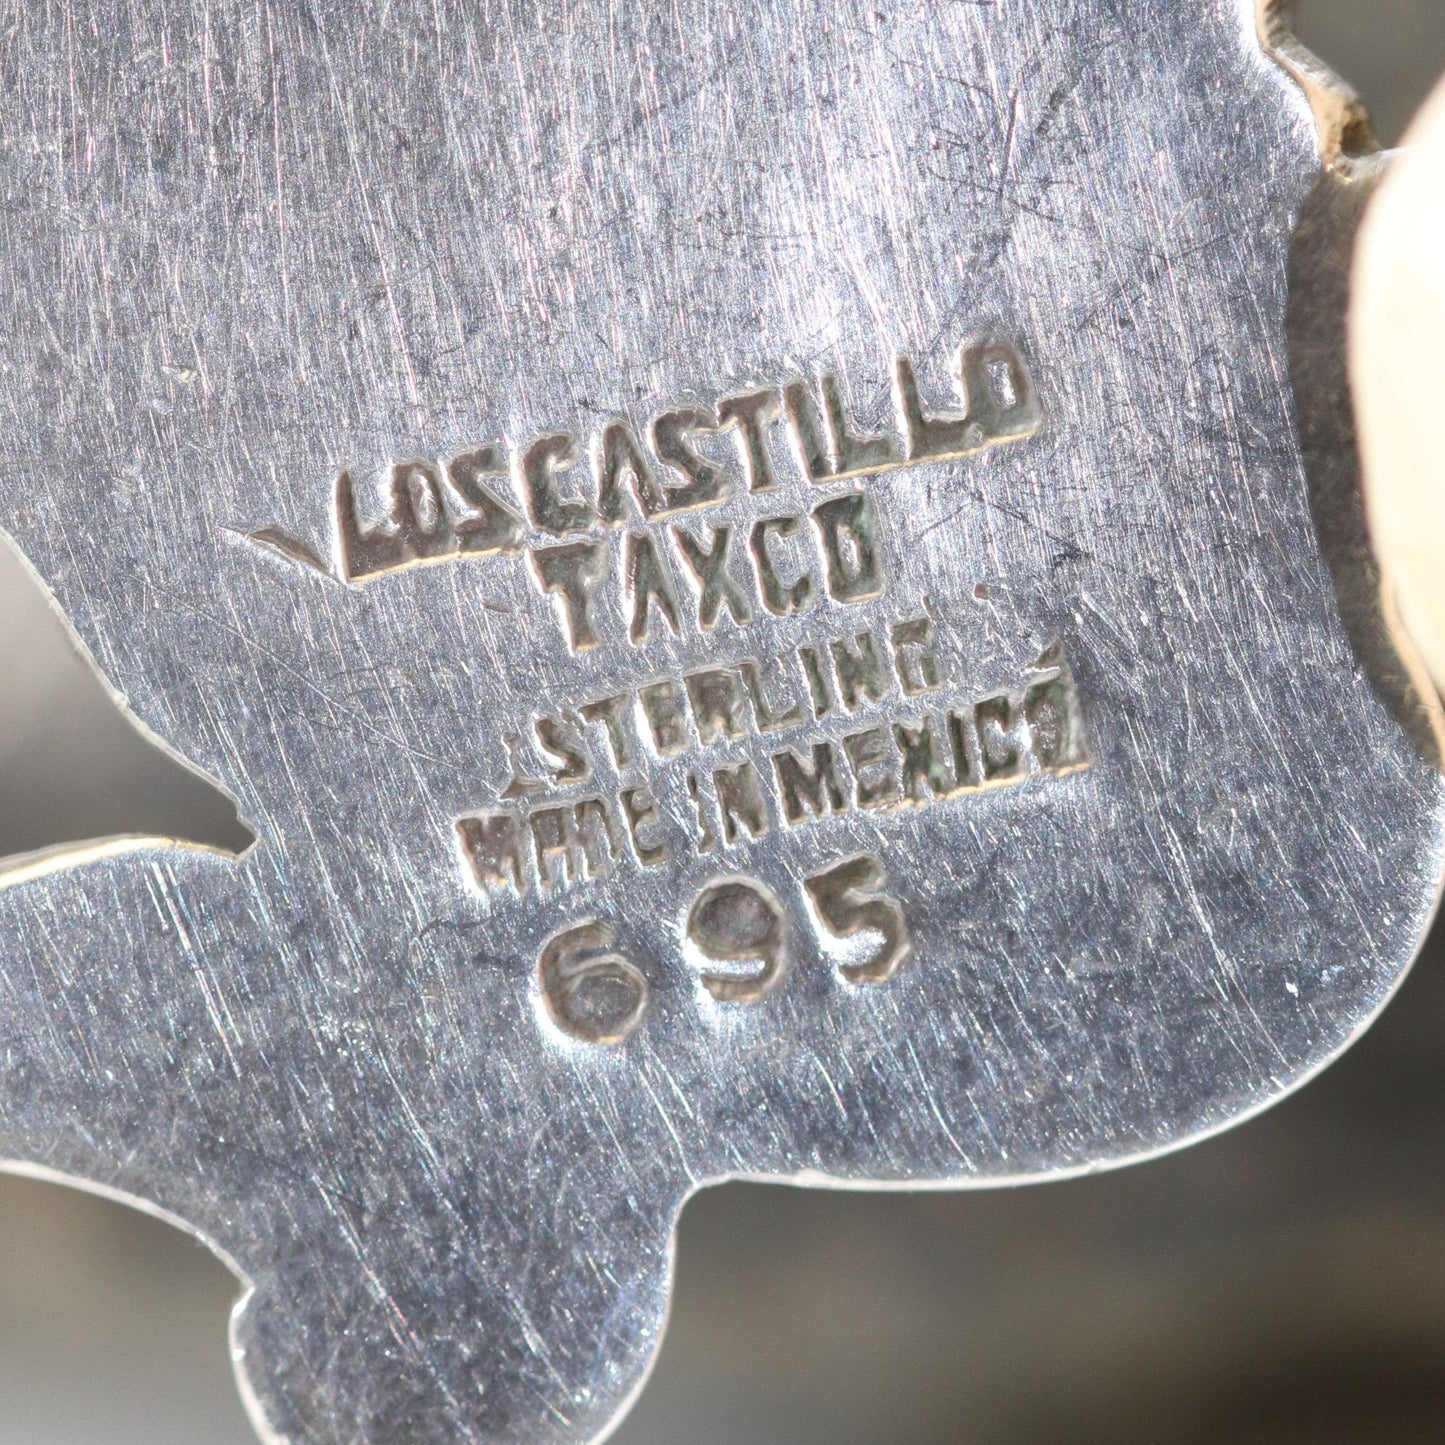 LOS CASTILLO
TAXCO
STERLING
MADE IN MEXICO
695